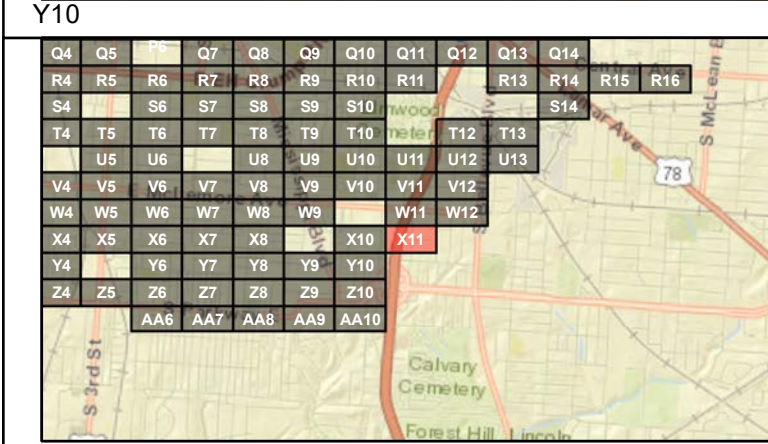 Y10
Q4 Q5 P6 Q7 Q8 Q9 Q10 Q11 Q12 Q13 Q14
R4 R5 R6 R7 R8 R9 R10 R11 R13 R14 R15 R16
S4 S6 S7 S8 S9 S10 S14
T4 T5 T6 T7 T8 T9 T10 T12 T13
U5 U6 U8 U9 U10 U11 U12 U13
V4 V5 V6 V7 V8 V9 V10 V11 V12
W4 W5 W6 W7 W8 W9 W11 W12
X4 X5 X6 X7 X8 X10 X11
Y4 Y6 Y7 Y8 Y9 Y10
Z4 Z5 Z6 Z7 Z8 Z9 Z10
AA6 AA7 AA8 AA9 AA10
Central Ave
S McLean B
78
Cemetery
S 3rd St
Calvary
Cemetery
Forest Hill Lincoln